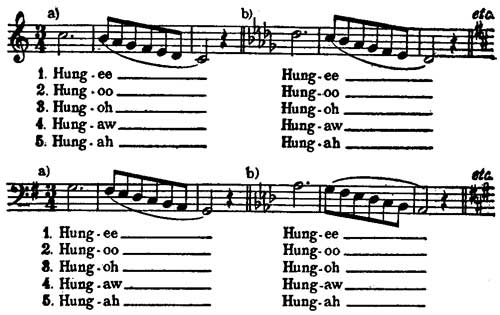 a) b) etc.
3
4
1. Hung - ee Hung-ee
2. Hung - oo Hung-oo
3. Hung - oh Hung-oh
4. Hung - aw Hung-aw
5. Hung - ah Hung-ah
a) b) etc.
3
4
1. Hung - ee Hung-ee
2. Hung - oo Hung-oo
3. Hung - oh Hung-oh
4. Hung - aw Hung-aw
5. Hung - ah Hung-ah